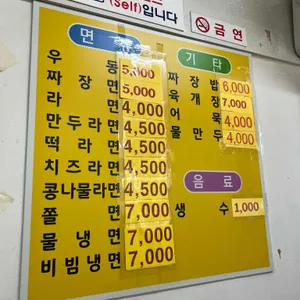 (self)입니다
금연
면
우동 5,000
짜장면 5,000
라면 4,000
만두라면 4,500
떡라면 4,500
치즈라면 4,500
콩나물라면 4,500
쫄면 7,000
물냉면 7,000
비빔냉면 7,000
기타
짜장밥 6,000
육개장 7,000
어묵 4,000
물만두 4,000
음료
생수 1,000